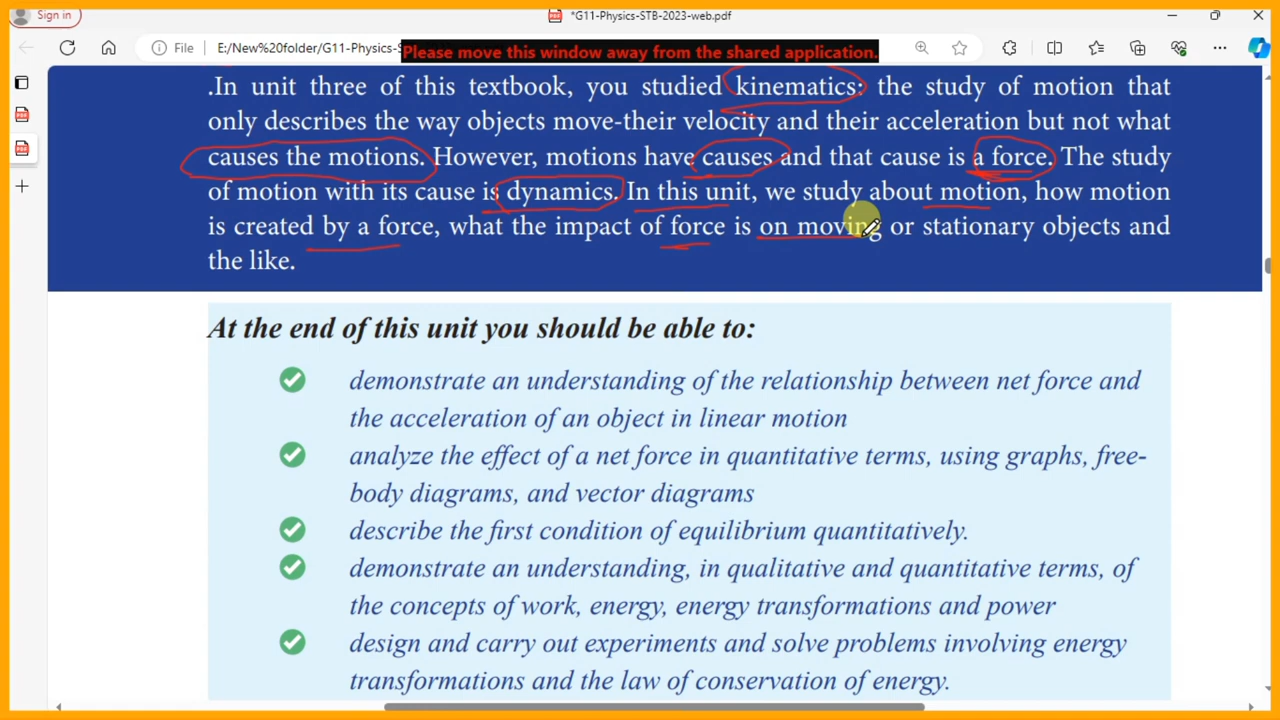 Sign in
*G11-Physics-STB-2023-web.pdf
File
E:/New%20folder/G11-Physics-S
Please move this window away from the shared application.
.In unit three of this textbook, you studied kinematics: the study of motion that
only describes the way objects move-their velocity and their acceleration but not what
causes the motions. However, motions have causes and that cause is a force. The study
of motion with its cause is dynamics. In this unit, we study about motion, how motion
is created by a force, what the impact of force is on moving or stationary objects and
the like.
At the end of this unit you should be able to:
demonstrate an understanding of the relationship between net force and
the acceleration of an object in linear motion
analyze the effect of a net force in quantitative terms, using graphs, free-
body diagrams, and vector diagrams
describe the first condition of equilibrium quantitatively.
demonstrate an understanding, in qualitative and quantitative terms, of
the concepts of work, energy, energy transformations and power
design and carry out experiments and solve problems involving energy
transformations and the law of conservation of energy.